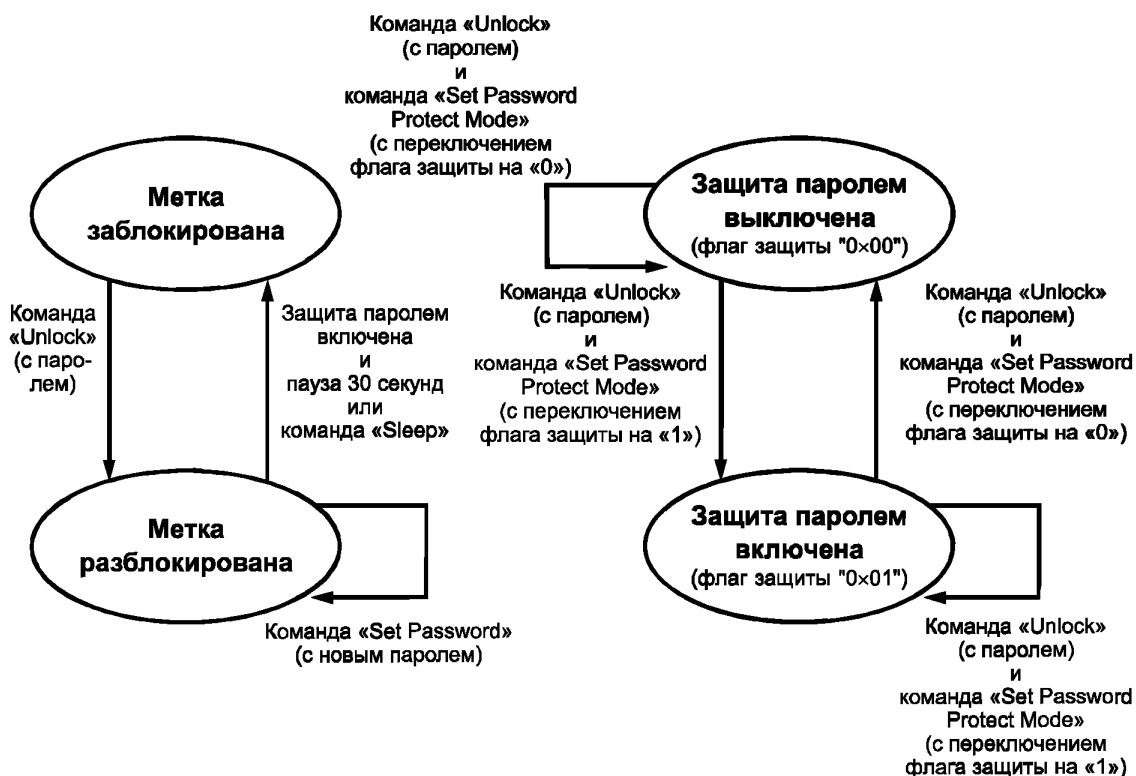 Команда «Unlock»
(с паролем)
и
команда «Set Password
Protect Mode»
(с переключением
флага защиты на «0»)
Метка
заблокирована
Защита паролем
выключена
(флаг защиты "0×00")
Команда
«Unlock»
(с паро-
лем)
Защита паролем
включена
и
пауза 30 секунд
или
команда «Sleep»
Команда «Unlock»
(с паролем)
и
команда «Set Password
Protect Mode»
(с переключением
флага защиты на «1»)
Команда «Unlock»
(с паролем)
и
команда «Set Password
Protect Mode»
(с переключением
флага защиты на «0»)
Метка
разблокирована
Защита паролем
включена
(флаг защиты "0×01")
Команда «Set Password»
(с новым паролем)
Команда «Unlock»
(с паролем)
и
команда «Set Password
Protect Mode»
(с переключением
флага защиты на «1»)